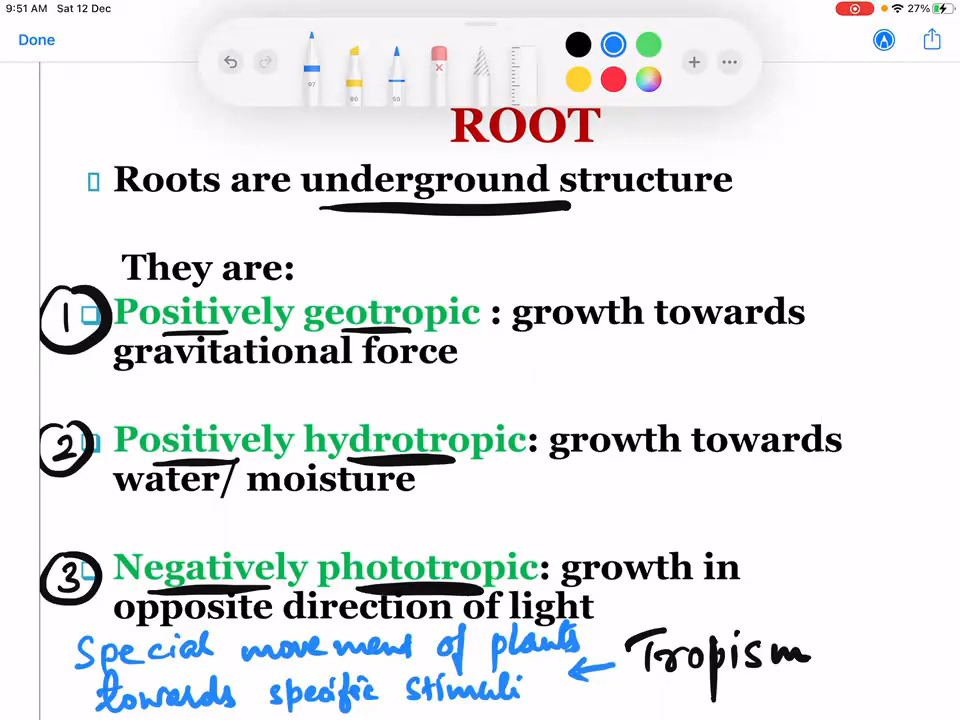 9:51 AM Sat 12 Dec
27%
Done
97
80
50
ROOT
Roots are underground structure
They are:
1 Positively geotropic : growth towards
gravitational force
2 Positively hydrotropic: growth towards
water/ moisture
3 Negatively phototropic: growth in
opposite direction of light
Special movement of plants ← Tropism
towards specific stimuli